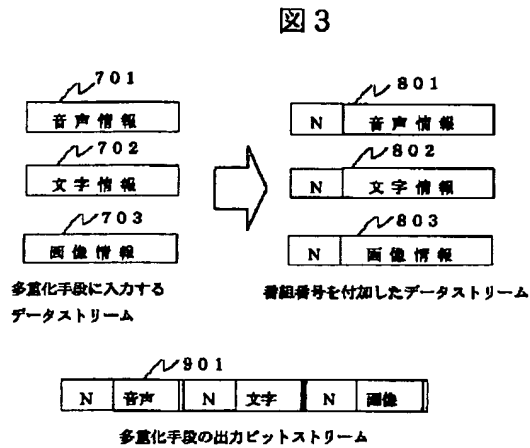 図3
701
音声情報
702
文字情報
703
画像情報
多重化手段に入力する
データストリーム
801
N 音声情報
802
N 文字情報
803
N 画像情報
番組番号を付加したデータストリーム
901
N 音声 N 文字 N 画像
多重化手段の出力ビットストリーム